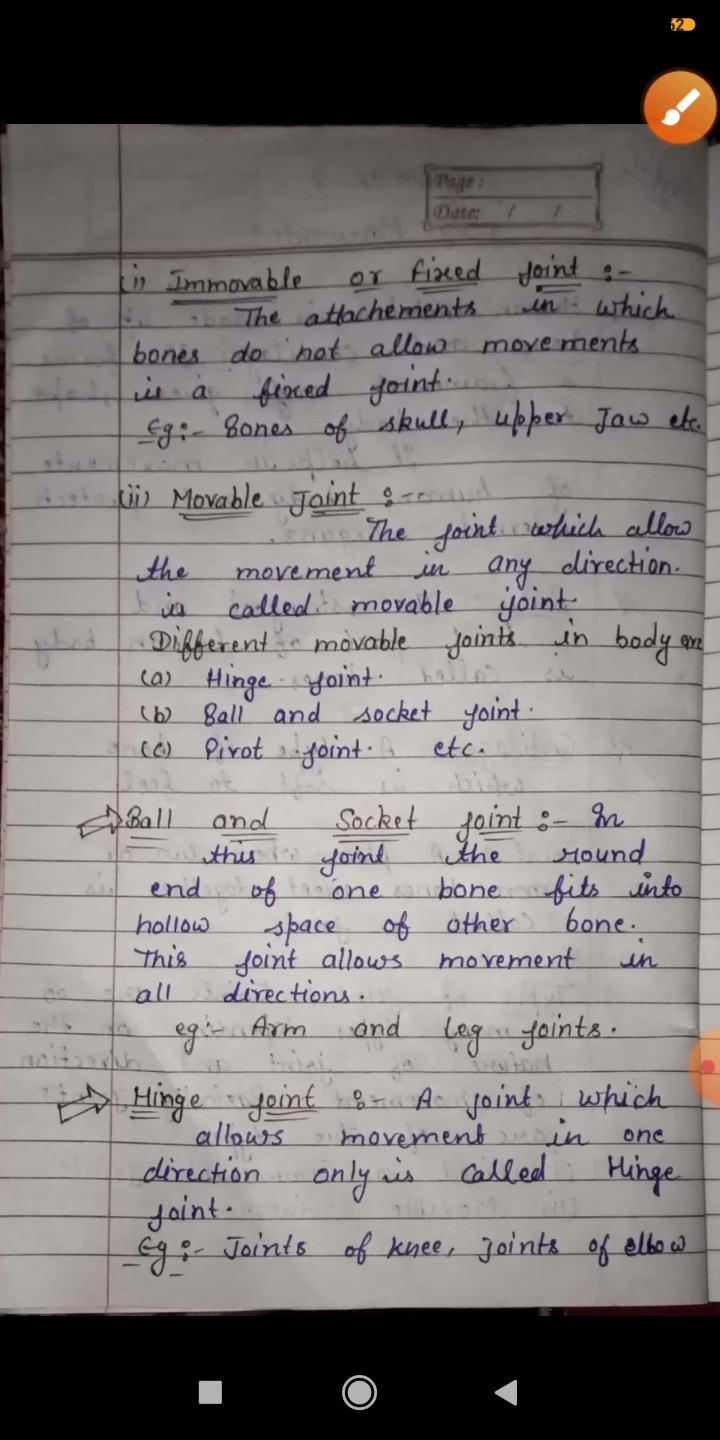 52
Page:
Date: / /
(i) Immovable or fixed joint :-
The attachements in which
bones do not allow movements
is a fixed joint.
Eg:- Bones of skull, upper Jaw etc.
(ii) Movable Joint :-
The joint which allow
the movement in any direction.
is called movable joint.
Different movable joints in body are
(a) Hinge joint.
(b) Ball and socket joint.
(c) Pivot joint. etc.
Ball and Socket joint :- In
this joint the round
end of one bone fits into
hollow space of other bone.
This joint allows movement in
all directions.
eg:- Arm and leg joints.
Hinge joint :- A joint which
allows movement in one
direction only is called Hinge
joint.
Eg:- Joints of knee, joints of elbow